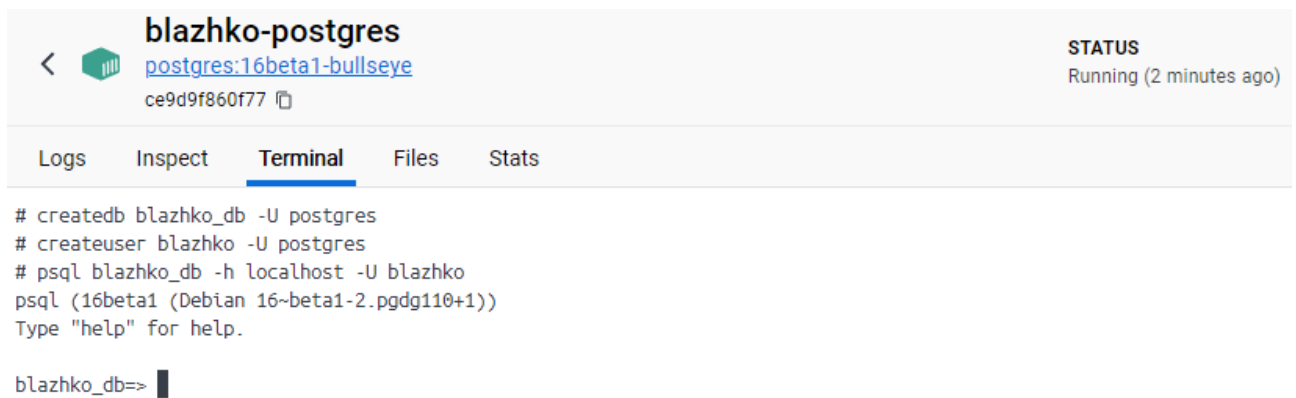 blazhko-postgres
postgres:16beta1-bullseye
ce9d9f860f77
STATUS
Running (2 minutes ago)
Logs Inspect Terminal Files Stats
# createdb blazhko_db -U postgres
# createuser blazhko -U postgres
# psql blazhko_db -h localhost -U blazhko
psql (16beta1 (Debian 16~beta1-2.pgdg110+1))
Type "help" for help.
blazhko_db=>